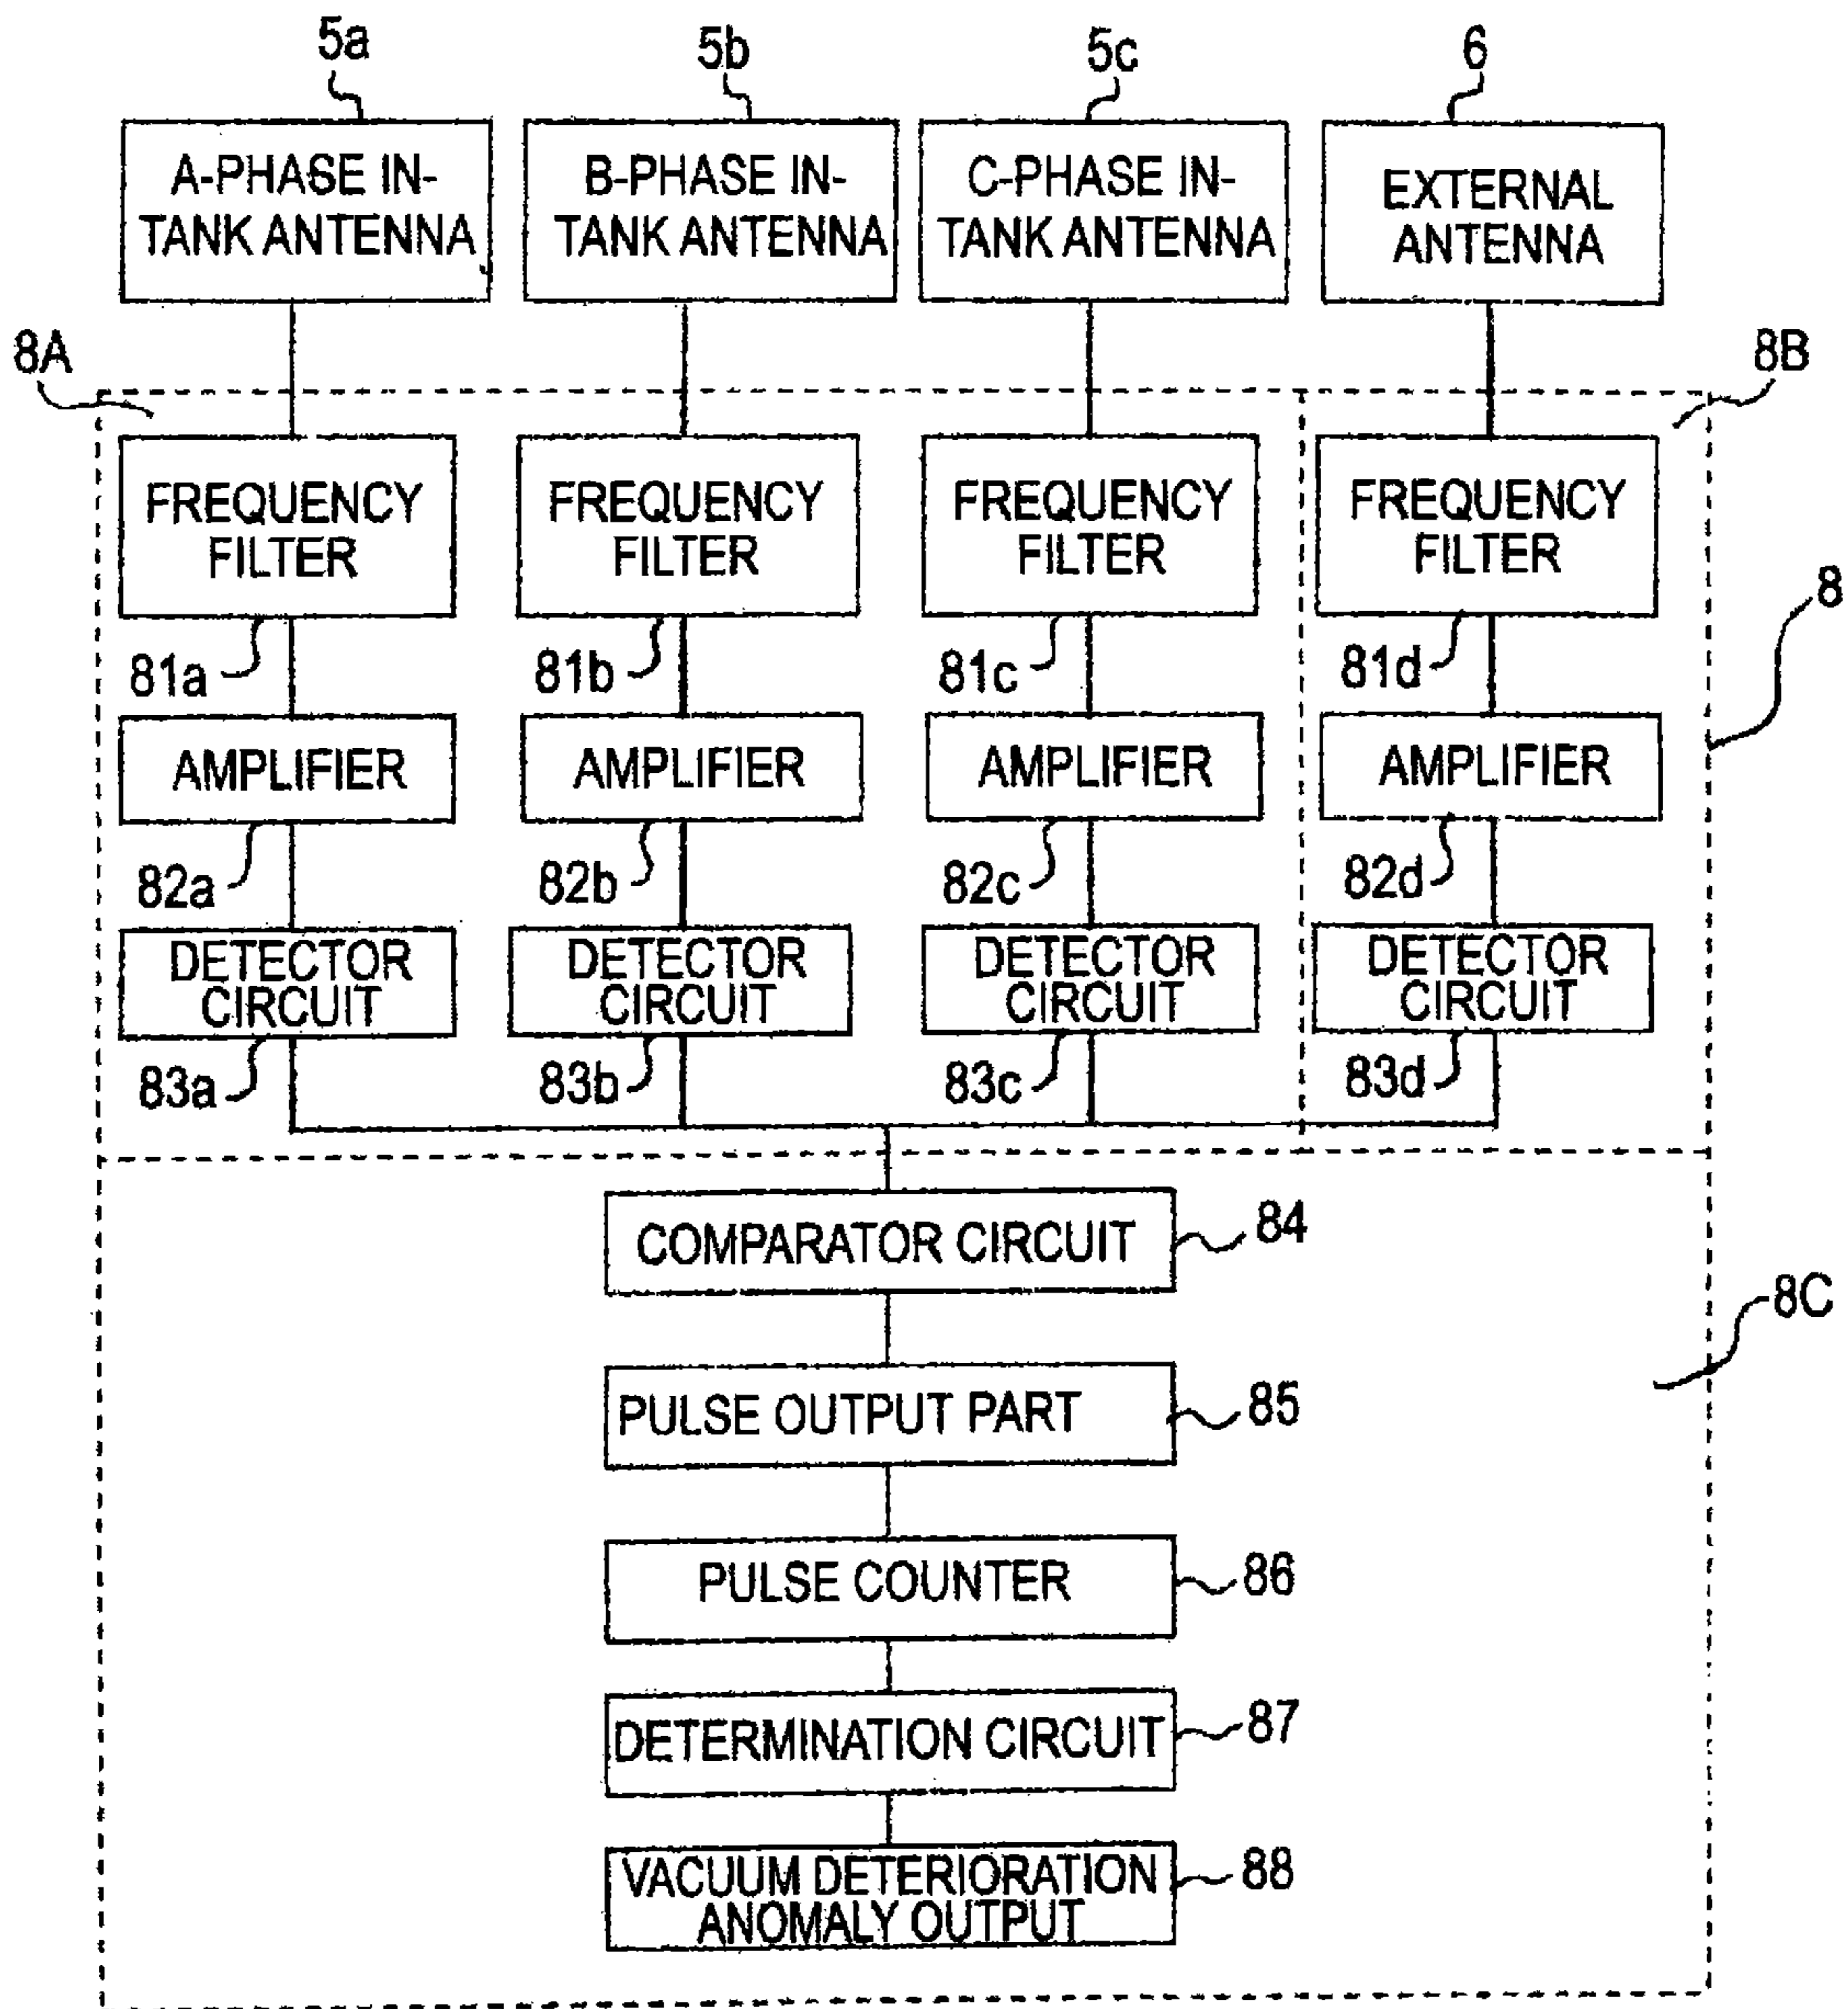 5a
5b
5c
6
A-PHASE IN-
TANK ANTENNA
B-PHASE IN-
TANK ANTENNA
C-PHASE IN-
TANK ANTENNA
EXTERNAL
ANTENNA
8A
8B
FREQUENCY
FILTER
FREQUENCY
FILTER
FREQUENCY
FILTER
FREQUENCY
FILTER
8
81a
81b
81c
81d
AMPLIFIER
AMPLIFIER
AMPLIFIER
AMPLIFIER
82a
82b
82c
82d
DETECTOR
CIRCUIT
DETECTOR
CIRCUIT
DETECTOR
CIRCUIT
DETECTOR
CIRCUIT
83a
83b
83c
83d
COMPARATOR CIRCUIT
84
8C
PULSE OUTPUT PART
85
PULSE COUNTER
86
DETERMINATION CIRCUIT
87
VACUUM DETERIORATION
ANOMALY OUTPUT
88